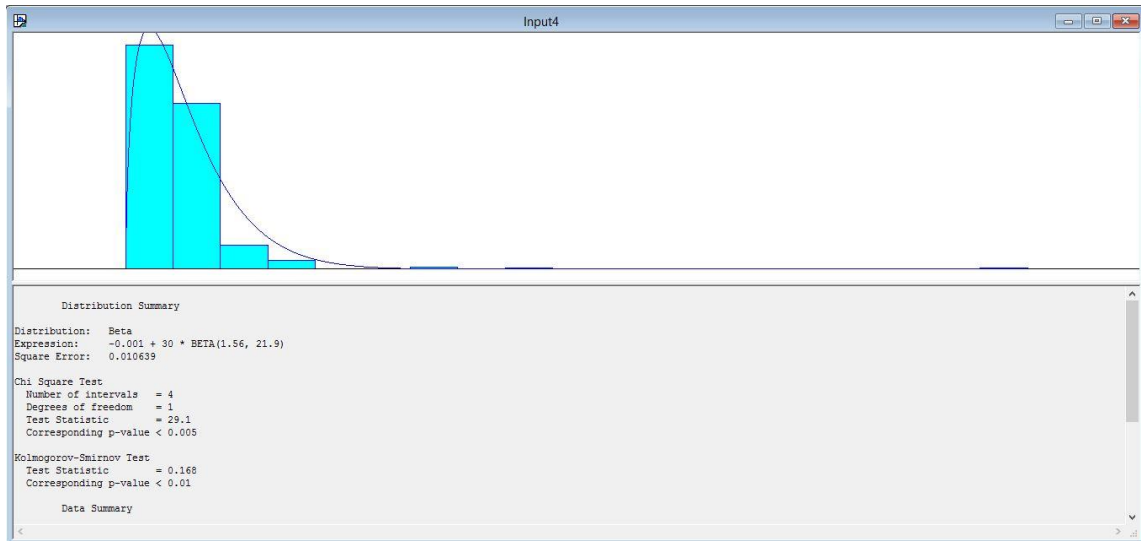 Input4
Distribution Summary
Distribution: Beta
Expression: -0.001 + 30 * BETA(1.56, 21.9)
Square Error: 0.010639
Chi Square Test
Number of intervals = 4
Degrees of freedom = 1
Test Statistic = 29.1
Corresponding p-value < 0.005
Kolmogorov-Smirnov Test
Test Statistic = 0.168
Corresponding p-value < 0.01
Data Summary